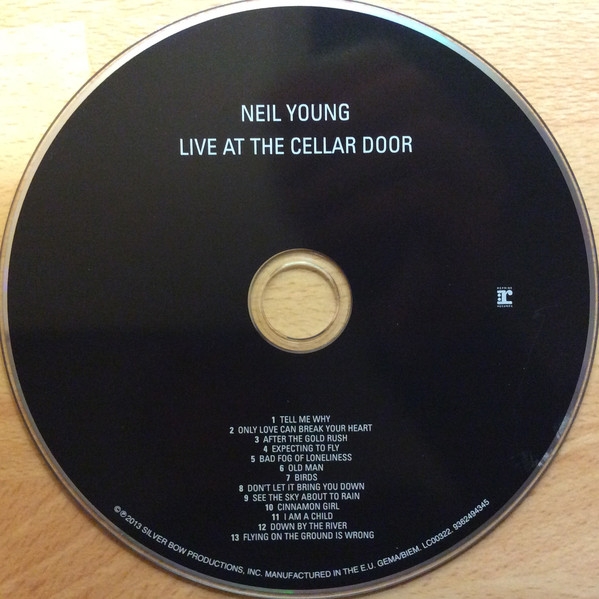 NEIL YOUNG
LIVE AT THE CELLAR DOOR
r
1 TELL ME WHY
2 ONLY LOVE CAN BREAK YOUR HEART
3 AFTER THE GOLD RUSH
4 EXPECTING TO FLY
5 BAD FOG OF LONELINESS
6 OLD MAN
7 BIRDS
8 DON'T LET IT BRING YOU DOWN
9 SEE THE SKY ABOUT TO RAIN
10 CINNAMON GIRL
11 I AM A CHILD
12 DOWN BY THE RIVER
13 FLYING ON THE GROUND IS WRONG
©℗2013 SILVER BOW PRODUCTIONS, INC. MANUFACTURED IN THE E.U. GEMA/BIEM. LC00322. 9362494345